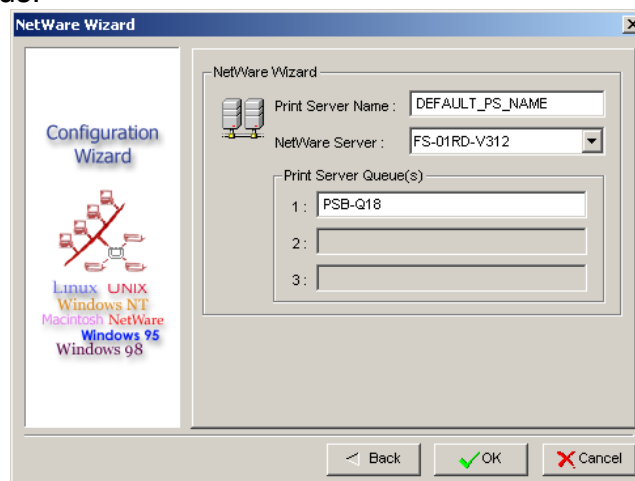 NetWare Wizard
Configuration
Wizard
Linux UNIX
Windows NT
Macintosh NetWare
Windows 95
Windows 98
NetWare Wizard
Print Server Name : DEFAULT_PS_NAME
NetWare Server : FS-01RD-V312
Print Server Queue(s)
1 : PSB-Q18
2 :
3 :
< Back OK Cancel